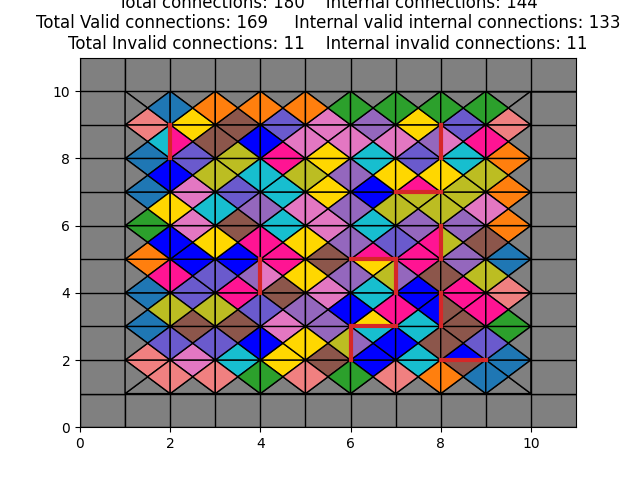 Total connections: 180 Internal connections: 144
Total Valid connections: 169 Internal valid internal connections: 133
Total Invalid connections: 11 Internal invalid connections: 11
10
8
6
4
2
0
0 2 4 6 8 10